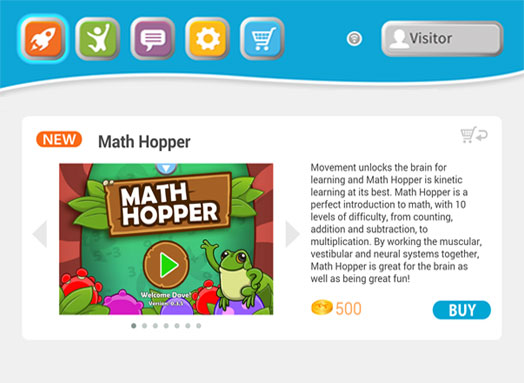 Visitor
NEW
Math Hopper
MATH
HOPPER
Welcome Dave!
Version 0.3.5
Movement unlocks the brain for
learning and Math Hopper is kinetic
learning at its best. Math Hopper is a
perfect introduction to math, with 10
levels of difficulty, from counting,
addition and subtraction, to
multiplication. By working the muscular,
vestibular and neural systems together,
Math Hopper is great for the brain as
well as being great fun!
500
BUY